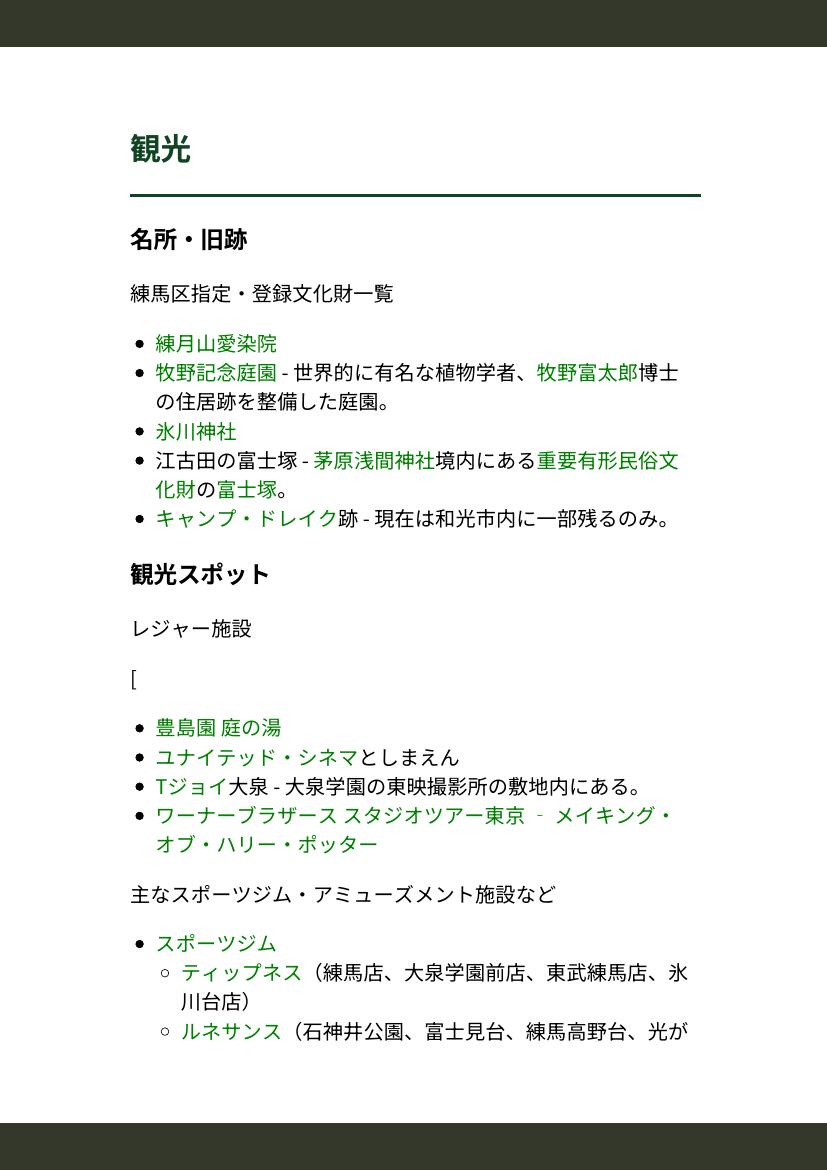 観光
名所・旧跡
練馬区指定・登録文化財一覧
練月山愛染院
牧野記念庭園 - 世界的に有名な植物学者、牧野富太郎博士
の住居跡を整備した庭園。
氷川神社
江古田の富士塚 - 茅原浅間神社境内にある重要有形民俗文
化財の富士塚。
キャンプ・ドレイク跡 - 現在は和光市内に一部残るのみ。
観光スポット
レジャー施設
[
豊島園 庭の湯
ユナイテッド・シネマとしまえん
Tジョイ大泉 - 大泉学園の東映撮影所の敷地内にある。
ワーナーブラザース スタジオツアー東京 ‐ メイキング・
オブ・ハリー・ポッター
主なスポーツジム・アミューズメント施設など
スポーツジム
ティップネス（練馬店、大泉学園前店、東武練馬店、氷
川台店）
ルネサンス（石神井公園、富士見台、練馬高野台、光が